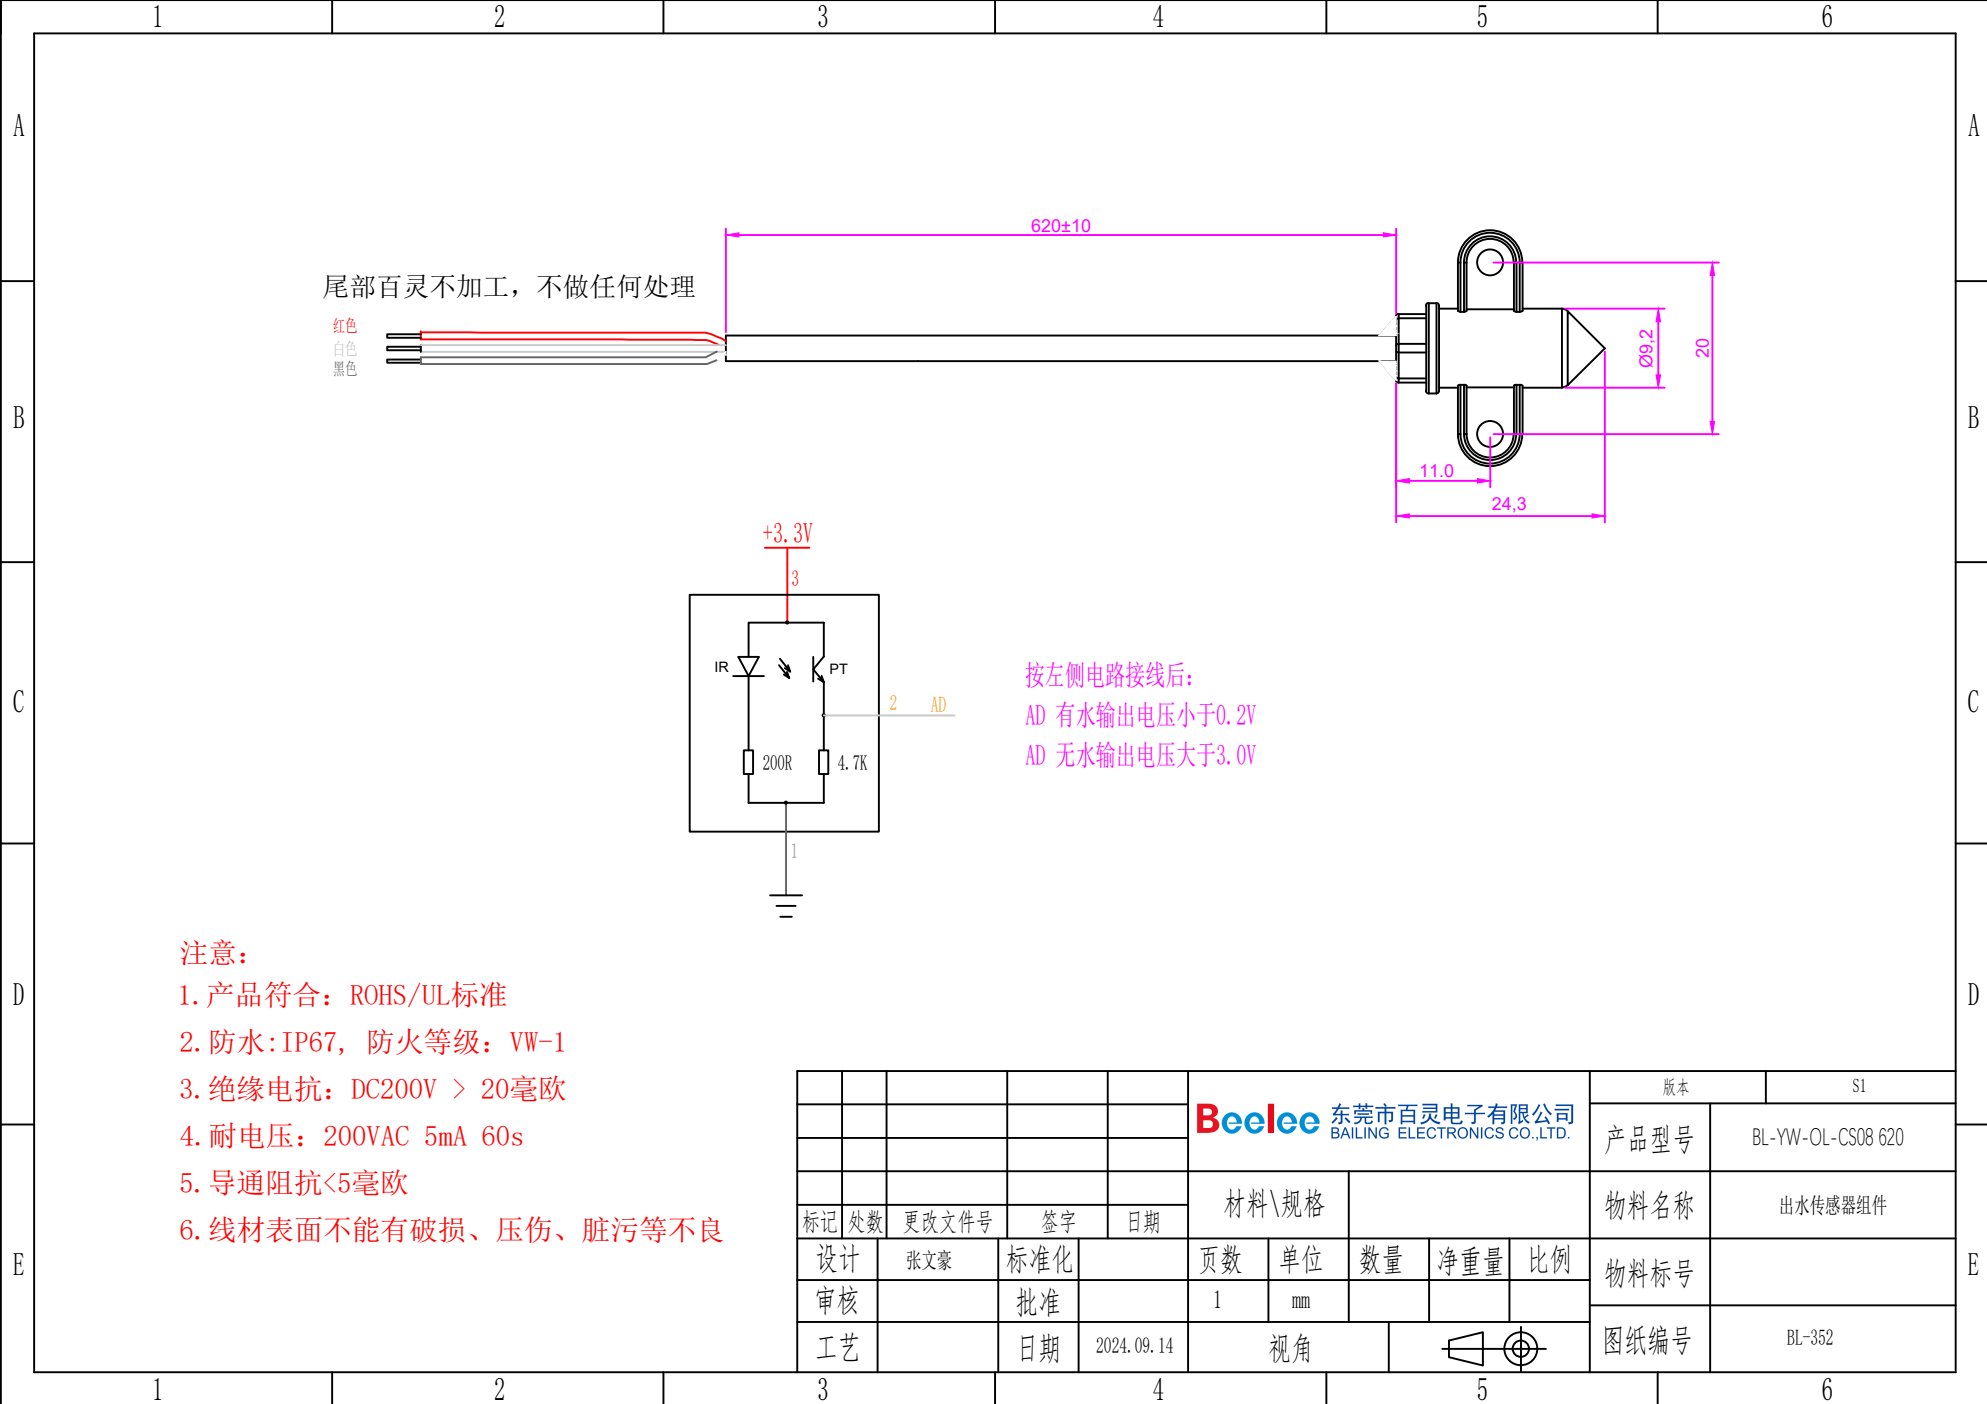 1 2 3 4 5 6
A A
620±10
尾部百灵不加工，不做任何处理
红色
白色
黑色
Ø9,2
20
B B
11.0
24,3
+3.3V
3
IR PT
2 AD
200R 4.7K
1
按左侧电路接线后:
AD 有水输出电压小于0.2V
AD 无水输出电压大于3.0V
C C
注意：
1.产品符合：ROHS/UL标准
2.防水:IP67, 防火等级：VW-1
3.绝缘电抗：DC200V > 20毫欧
4.耐电压：200VAC 5mA 60s
5.导通阻抗<5毫欧
6.线材表面不能有破损、压伤、脏污等不良
D D
Beelee 东莞市百灵电子有限公司
BAILING ELECTRONICS CO.,LTD.
版本 S1
产品型号 BL-YW-OL-CS08 620
材料\规格
物料名称 出水传感器组件
标记 处数 更改文件号 签字 日期
设计 张文豪 标准化 页数 单位 数量 净重量 比例
物料标号
审核 批准 1 mm
工艺 日期 2024.09.14 视角
图纸编号 BL-352
E E
1 2 3 4 5 6